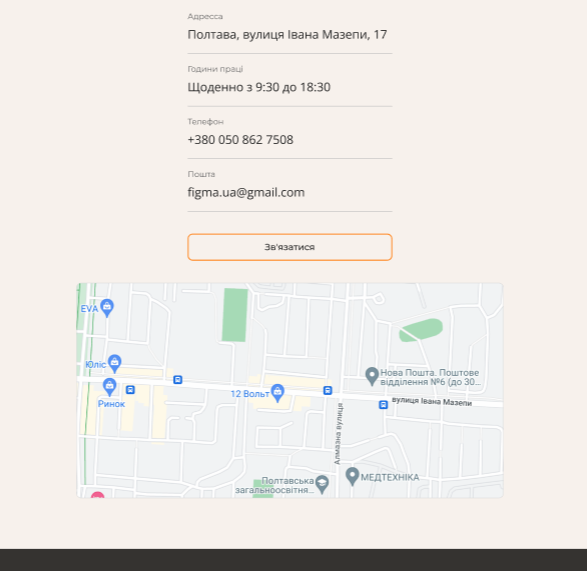 Адресса
Полтава, вулиця Івана Мазепи, 17
Години праці
Щоденно з 9:30 до 18:30
Телефон
+380 050 862 7508
Пошта
figma.ua@gmail.com
Зв'язатися
EVA
Юліс
Ринок
12 Вольт
Нова Пошта. Поштове
відділення №6 (до 30...
вулиця Івана Мазепи
Алмазна вулиця
Полтавська
загальноосвітня...
МЕДТЕХНІКА